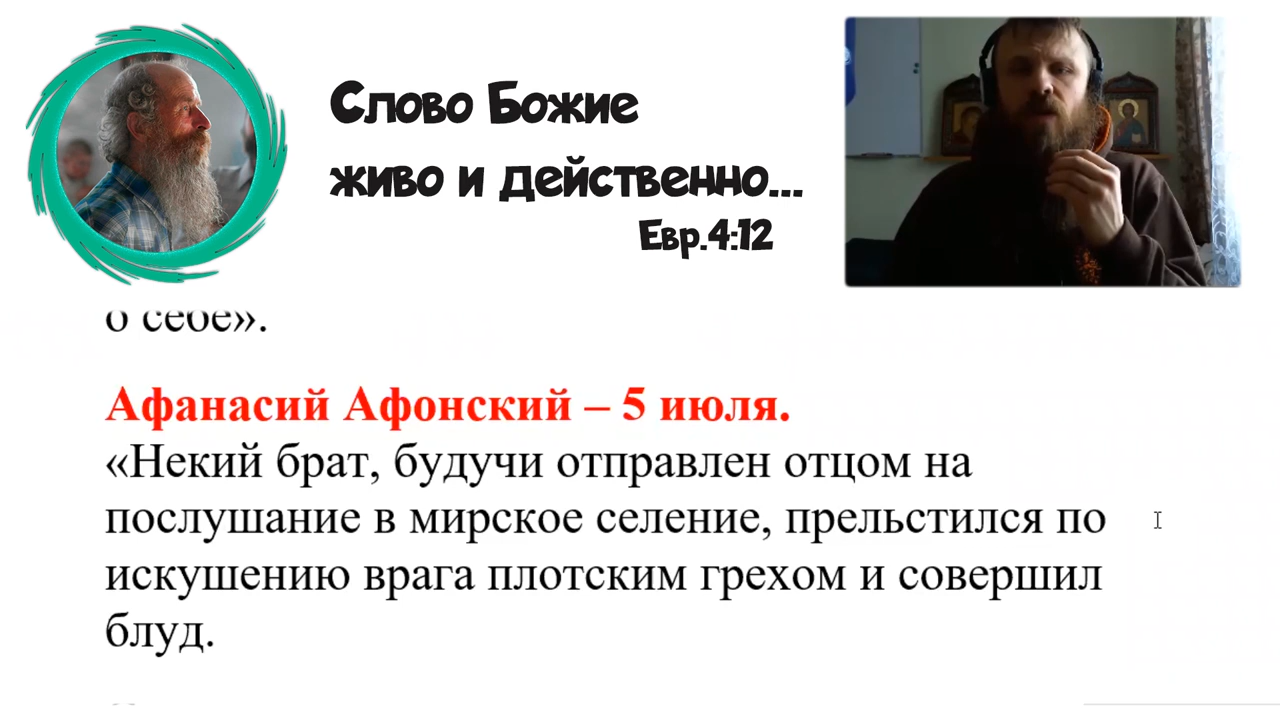 Слово Божие
живо и действенно...
Евр.4:12
о себе».
Афанасий Афонский – 5 июля.
«Некий брат, будучи отправлен отцом на
послушание в мирское селение, прельстился по
искушению врага плотским грехом и совершил
блуд.